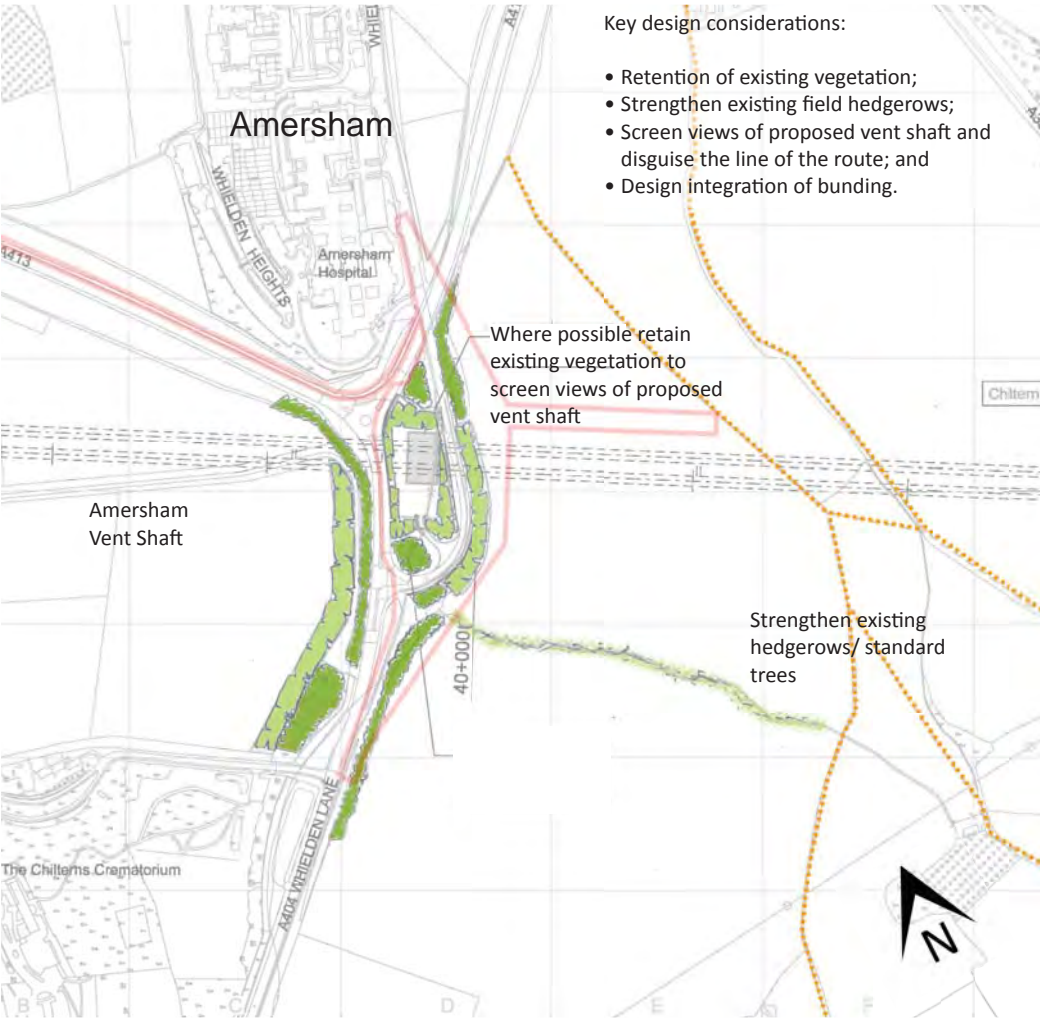 Key design considerations:
• Retention of existing vegetation;
• Strengthen existing field hedgerows;
• Screen views of proposed vent shaft and
disguise the line of the route; and
• Design integration of bunding.
Amersham
WHIELDEN HEIGHTS
Amersham
Hospital
A413
Where possible retain
existing vegetation to
screen views of proposed
vent shaft
Chiltern
Amersham
Vent Shaft
Strengthen existing
hedgerows/ standard
trees
40+000
A404 WHIELDEN LANE
The Chilterns Crematorium
N
B
C
D
E
F